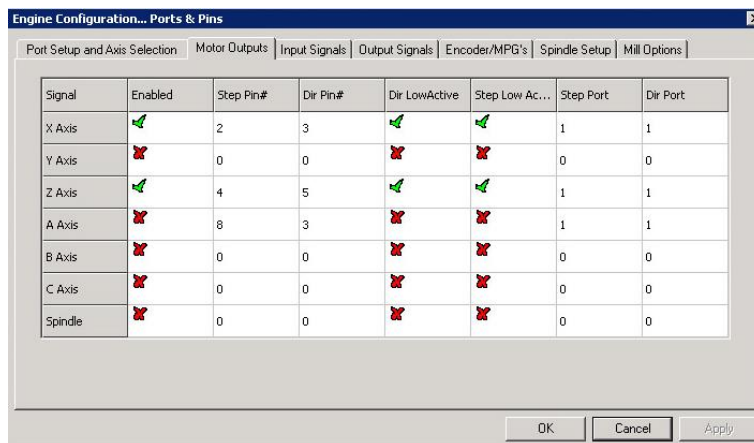 Engine Configuration... Ports & Pins
Port Setup and Axis Selection Motor Outputs Input Signals Output Signals Encoder/MPG's Spindle Setup Mill Options
Signal Enabled Step Pin# Dir Pin# Dir LowActive Step Low Ac... Step Port Dir Port
X Axis 2 3 1 1
Y Axis 0 0 0 0
Z Axis 4 5 1 1
A Axis 8 3 1 1
B Axis 0 0 0 0
C Axis 0 0 0 0
Spindle 0 0 0 0
OK Cancel Apply